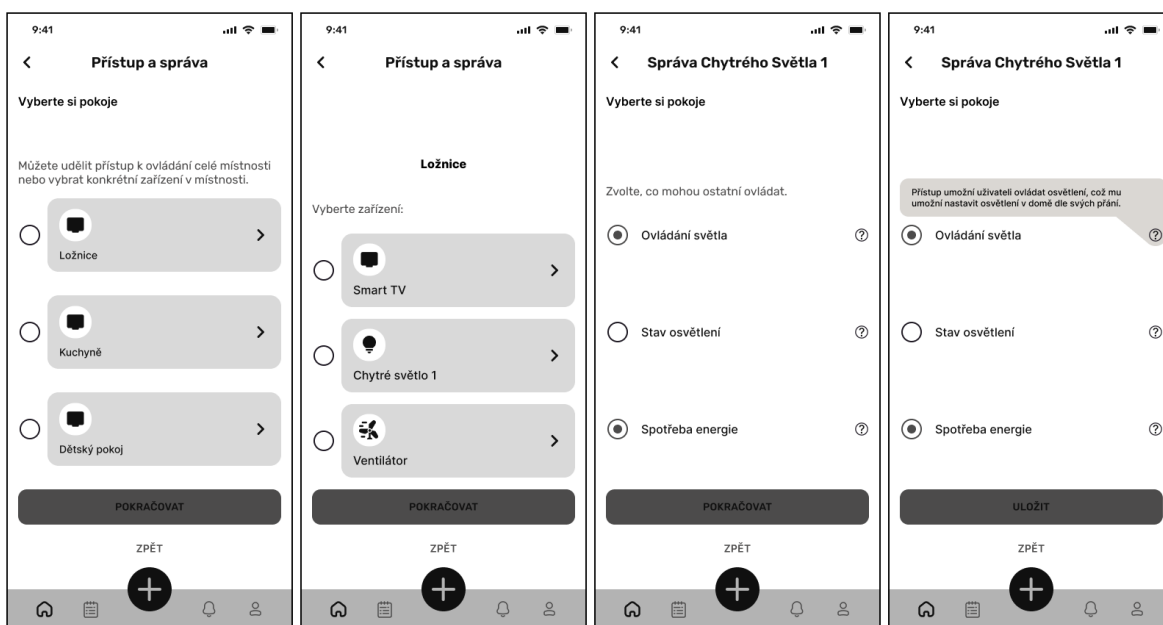 9:41
Přístup a správa
Vyberte si pokoje
Můžete udělit přístup k ovládání celé místnosti
nebo vybrat konkrétní zařízení v místnosti.
Ložnice
Kuchyně
Dětský pokoj
POKRAČOVAT
ZPĚT
9:41
Přístup a správa
Ložnice
Vyberte zařízení:
Smart TV
Chytré světlo 1
Ventilátor
POKRAČOVAT
ZPĚT
9:41
Správa Chytrého Světla 1
Vyberte si pokoje
Zvolte, co mohou ostatní ovládat.
Ovládání světla
Stav osvětlení
Spotřeba energie
POKRAČOVAT
ZPĚT
9:41
Správa Chytrého Světla 1
Vyberte si pokoje
Přístup umožní uživateli ovládat osvětlení, což mu
umožní nastavit osvětlení v domě dle svých přání.
Ovládání světla
Stav osvětlení
Spotřeba energie
ULOŽIT
ZPĚT